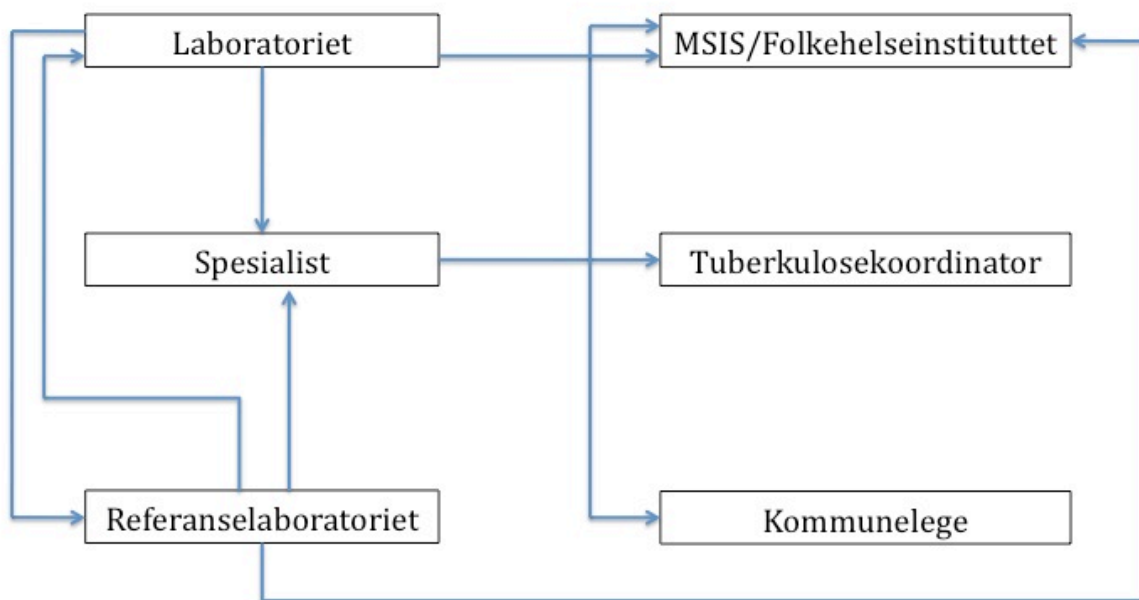 Laboratoriet
MSIS/Folkehelseinstituttet
Spesialist
Tuberkulosekoordinator
Referanselaboratoriet
Kommunelege